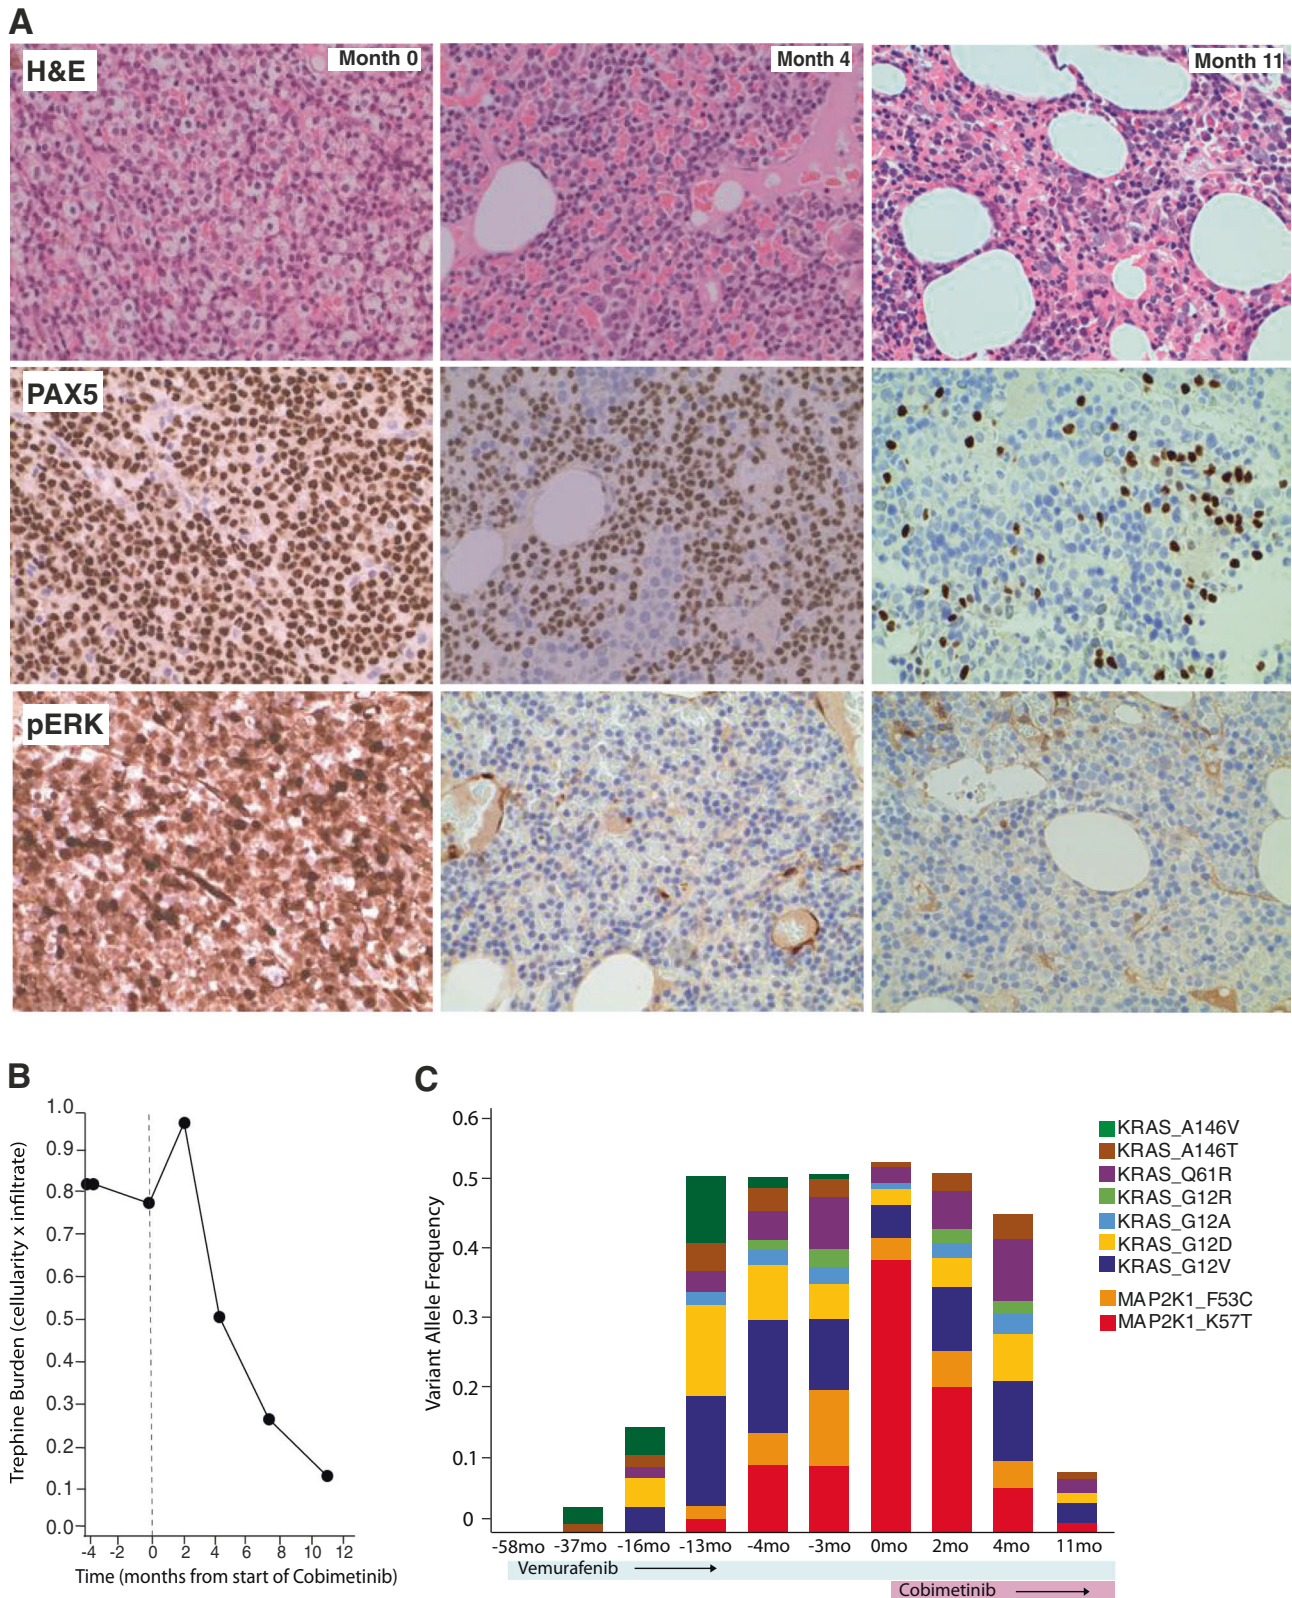 A
H&E
Month 0
Month 4
Month 11
PAX5
pERK
B
Trephine Burden (cellularity x infiltrate)
1.0
0.9
0.8
0.7
0.6
0.5
0.4
0.3
0.2
0.1
0.0
-4 -2 0 2 4 6 8 10 12
Time (months from start of Cobimetinib)
C
Variant Allele Frequency
0.6
0.5
0.4
0.3
0.2
0.1
0
KRAS_A146V
KRAS_A146T
KRAS_Q61R
KRAS_G12R
KRAS_G12A
KRAS_G12D
KRAS_G12V
MAP2K1_F53C
MAP2K1_K57T
-58mo -37mo -16mo -13mo -4mo -3mo 0mo 2mo 4mo 11mo
Vemurafenib
Cobimetinib